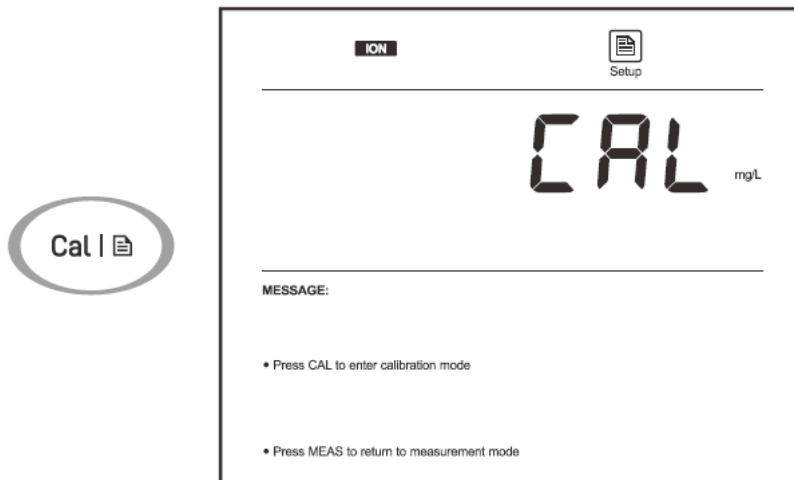 ION
Setup
CAL
mg/L
Cal |
MESSAGE:
• Press CAL to enter calibration mode
• Press MEAS to return to measurement mode